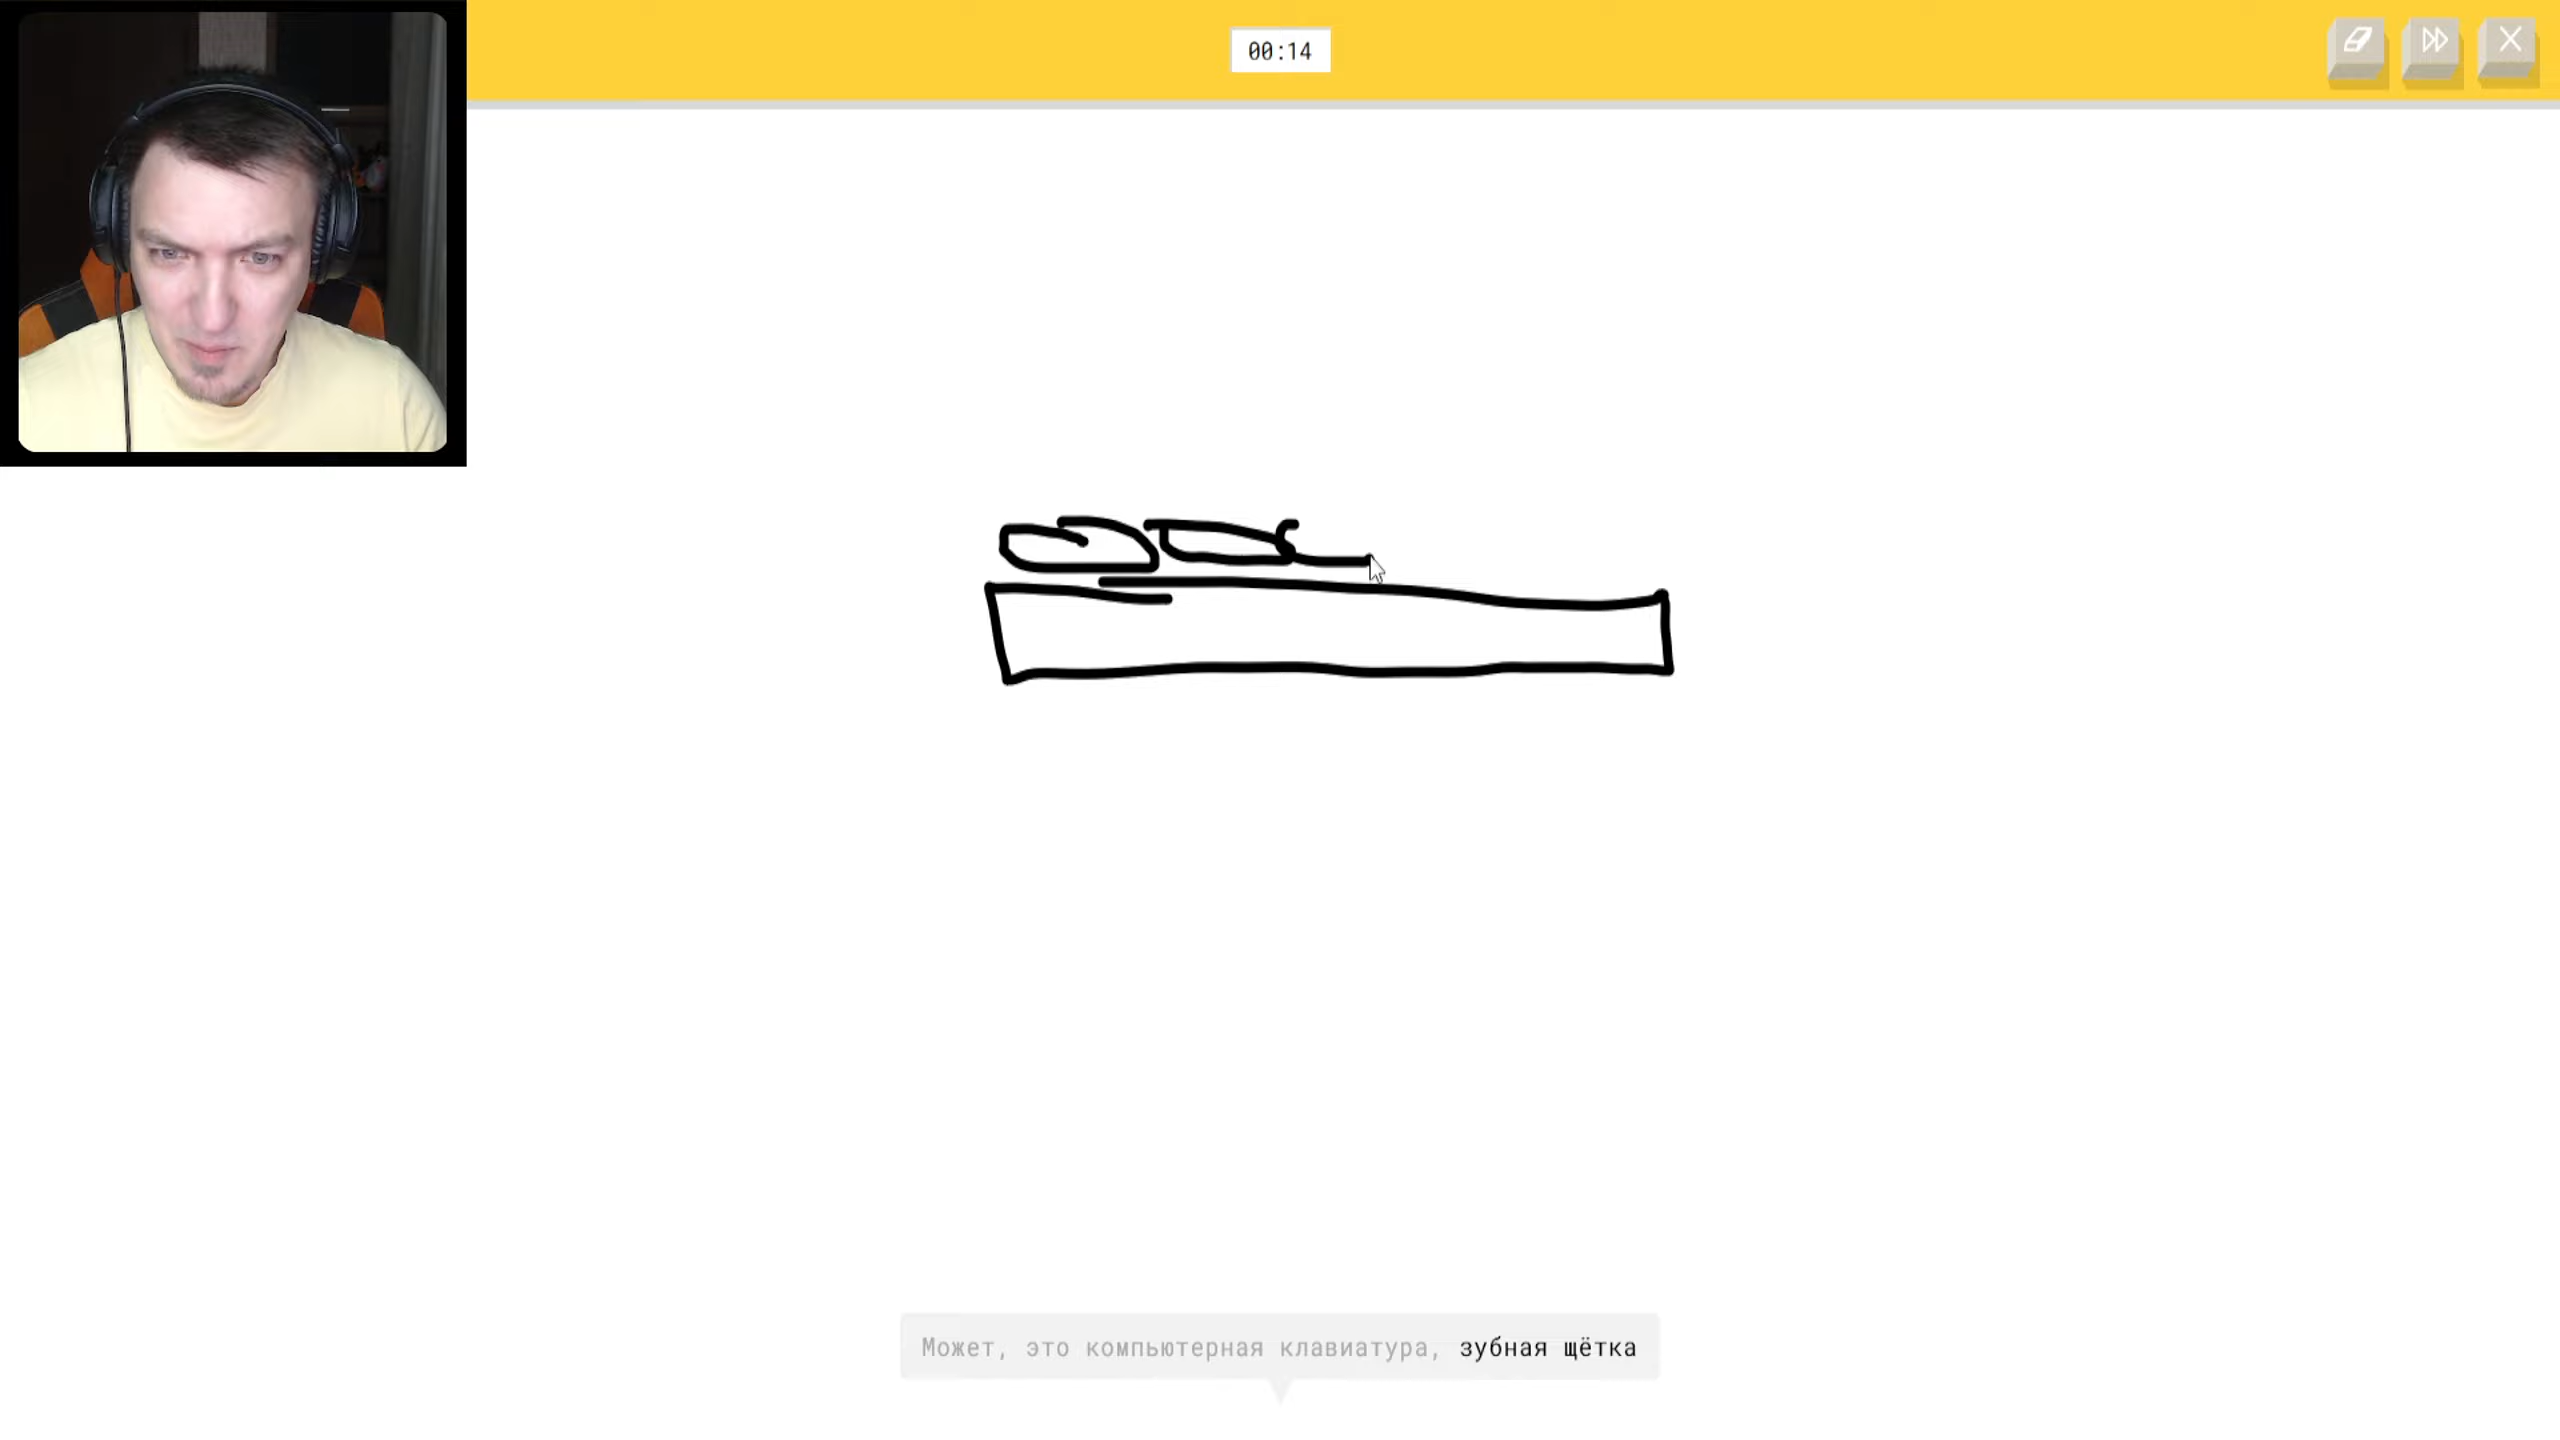 00:14
Может, это компьютерная клавиатура, зубная щётка